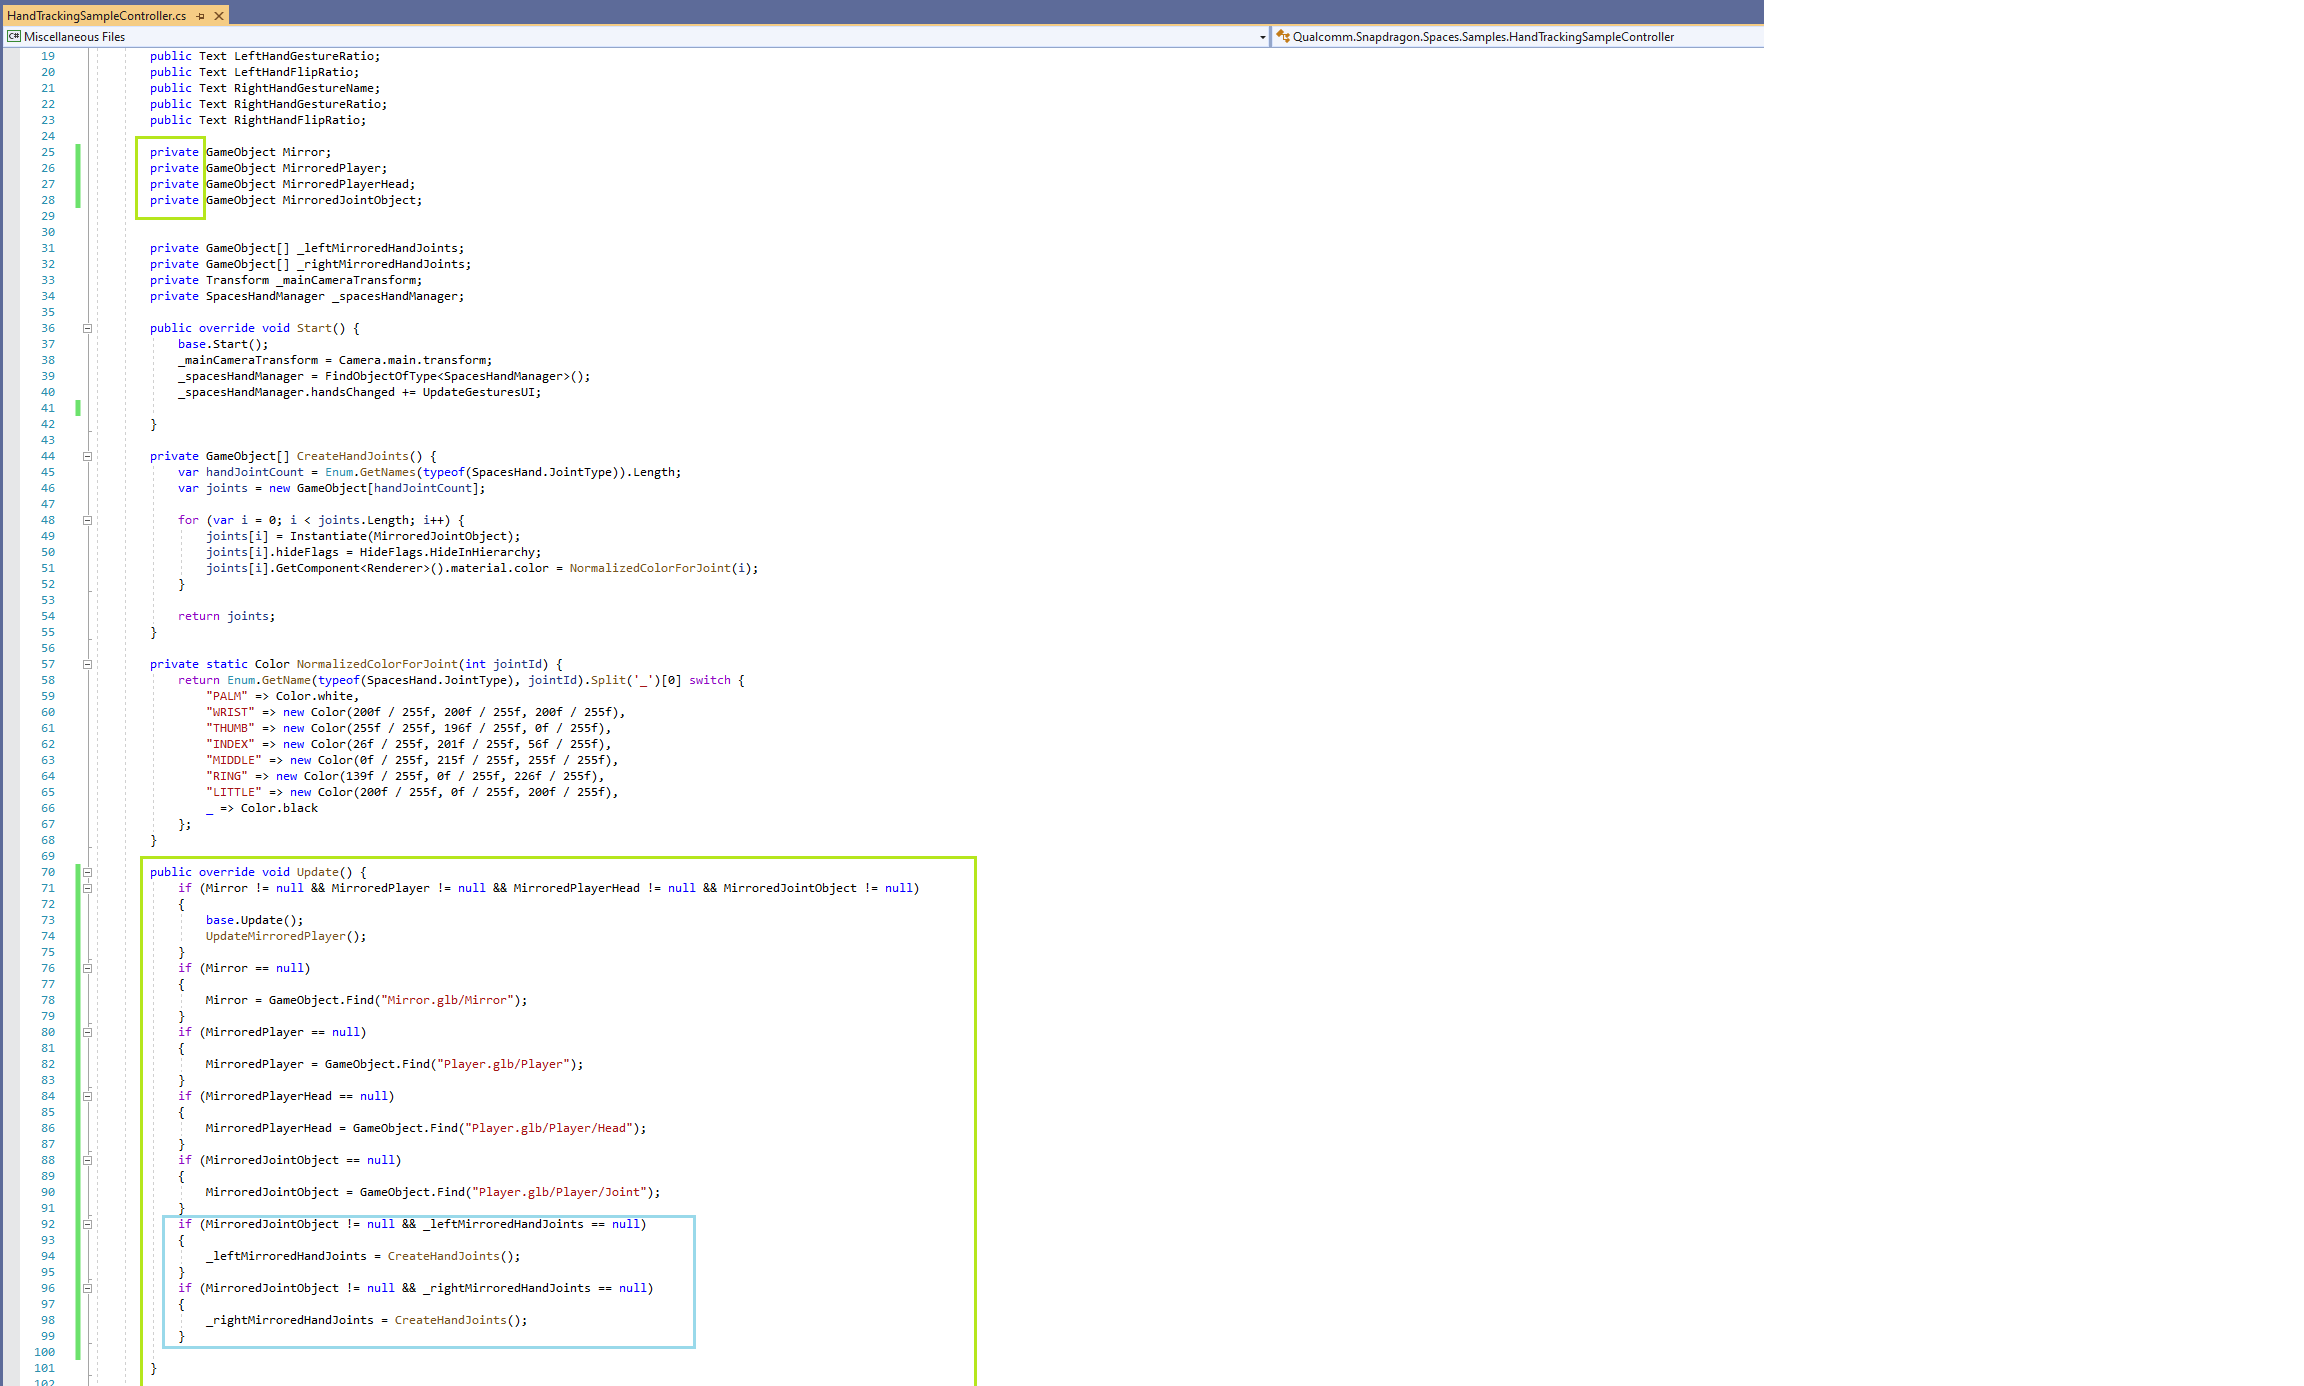 HandTrackingSampleController.cs
Miscellaneous Files
Qualcomm.Snapdragon.Spaces.Samples.HandTrackingSampleController
19 public Text LeftHandGestureRatio;
20 public Text LeftHandFlipRatio;
21 public Text RightHandGestureName;
22 public Text RightHandGestureRatio;
23 public Text RightHandFlipRatio;
24
25 private GameObject Mirror;
26 private GameObject MirroredPlayer;
27 private GameObject MirroredPlayerHead;
28 private GameObject MirroredJointObject;
29
30
31 private GameObject[] _leftMirroredHandJoints;
32 private GameObject[] _rightMirroredHandJoints;
33 private Transform _mainCameraTransform;
34 private SpacesHandManager _spacesHandManager;
35
36 public override void Start() {
37 base.Start();
38 _mainCameraTransform = Camera.main.transform;
39 _spacesHandManager = FindObjectOfType<SpacesHandManager>();
40 _spacesHandManager.handsChanged += UpdateGesturesUI;
41
42 }
43
44 private GameObject[] CreateHandJoints() {
45 var handJointCount = Enum.GetNames(typeof(SpacesHand.JointType)).Length;
46 var joints = new GameObject[handJointCount];
47
48 for (var i = 0; i < joints.Length; i++) {
49 joints[i] = Instantiate(MirroredJointObject);
50 joints[i].hideFlags = HideFlags.HideInHierarchy;
51 joints[i].GetComponent<Renderer>().material.color = NormalizedColorForJoint(i);
52 }
53
54 return joints;
55 }
56
57 private static Color NormalizedColorForJoint(int jointId) {
58 return Enum.GetName(typeof(SpacesHand.JointType), jointId).Split('_')[0] switch {
59 "PALM" => Color.white,
60 "WRIST" => new Color(200f / 255f, 200f / 255f, 200f / 255f),
61 "THUMB" => new Color(255f / 255f, 196f / 255f, 0f / 255f),
62 "INDEX" => new Color(26f / 255f, 201f / 255f, 56f / 255f),
63 "MIDDLE" => new Color(0f / 255f, 215f / 255f, 255f / 255f),
64 "RING" => new Color(139f / 255f, 0f / 255f, 226f / 255f),
65 "LITTLE" => new Color(200f / 255f, 0f / 255f, 200f / 255f),
66 _ => Color.black
67 };
68 }
69
70 public override void Update() {
71 if (Mirror != null && MirroredPlayer != null && MirroredPlayerHead != null && MirroredJointObject != null)
72 {
73 base.Update();
74 UpdateMirroredPlayer();
75 }
76 if (Mirror == null)
77 {
78 Mirror = GameObject.Find("Mirror.glb/Mirror");
79 }
80 if (MirroredPlayer == null)
81 {
82 MirroredPlayer = GameObject.Find("Player.glb/Player");
83 }
84 if (MirroredPlayerHead == null)
85 {
86 MirroredPlayerHead = GameObject.Find("Player.glb/Player/Head");
87 }
88 if (MirroredJointObject == null)
89 {
90 MirroredJointObject = GameObject.Find("Player.glb/Player/Joint");
91 }
92 if (MirroredJointObject != null && _leftMirroredHandJoints == null)
93 {
94 _leftMirroredHandJoints = CreateHandJoints();
95 }
96 if (MirroredJointObject != null && _rightMirroredHandJoints == null)
97 {
98 _rightMirroredHandJoints = CreateHandJoints();
99 }
100
101 }
102